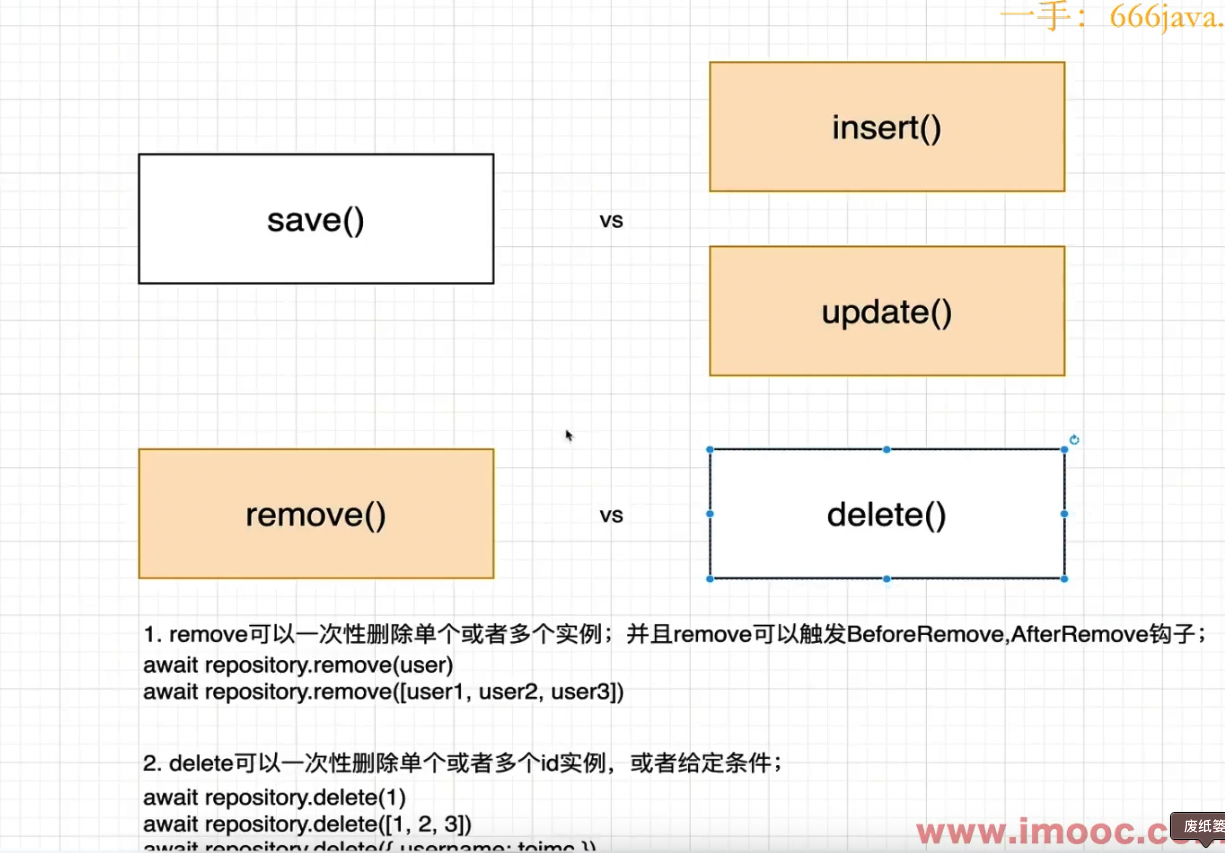 一手：666java.
insert()
save()
vs
update()
remove()
vs
delete()
1. remove可以一次性删除单个或者多个实例；并且remove可以触发BeforeRemove,AfterRemove钩子；
await repository.remove(user)
await repository.remove([user1, user2, user3])
2. delete可以一次性删除单个或者多个id实例，或者给定条件；
await repository.delete(1)
await repository.delete([1, 2, 3])
await repository.delete({ username: toimc })
www.imooc.c
废纸篓